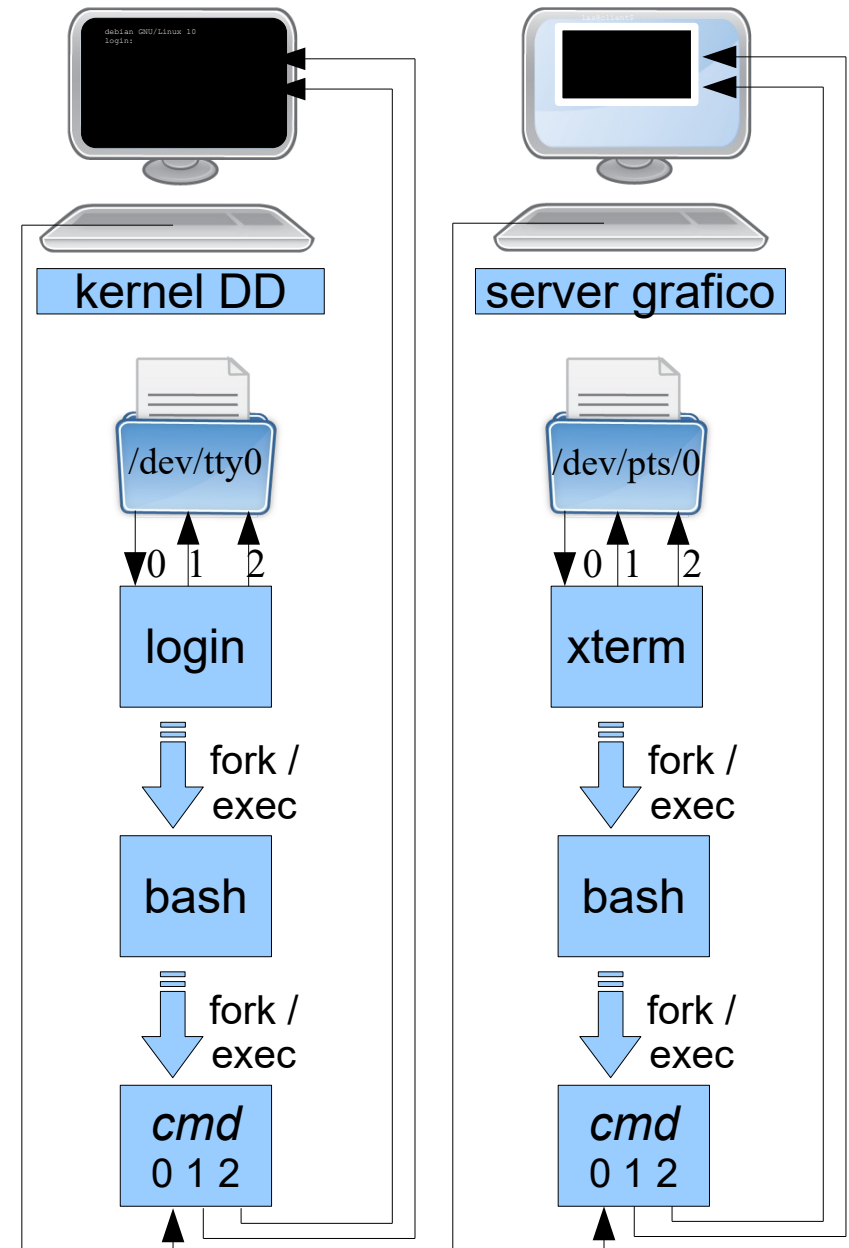 debian GNU/Linux 10
login:
kernel DD
/dev/tty0
0 1 2
login
fork /
exec
bash
fork /
exec
cmd
0 1 2
server grafico
/dev/pts/0
0 1 2
xterm
fork /
exec
bash
fork /
exec
cmd
0 1 2